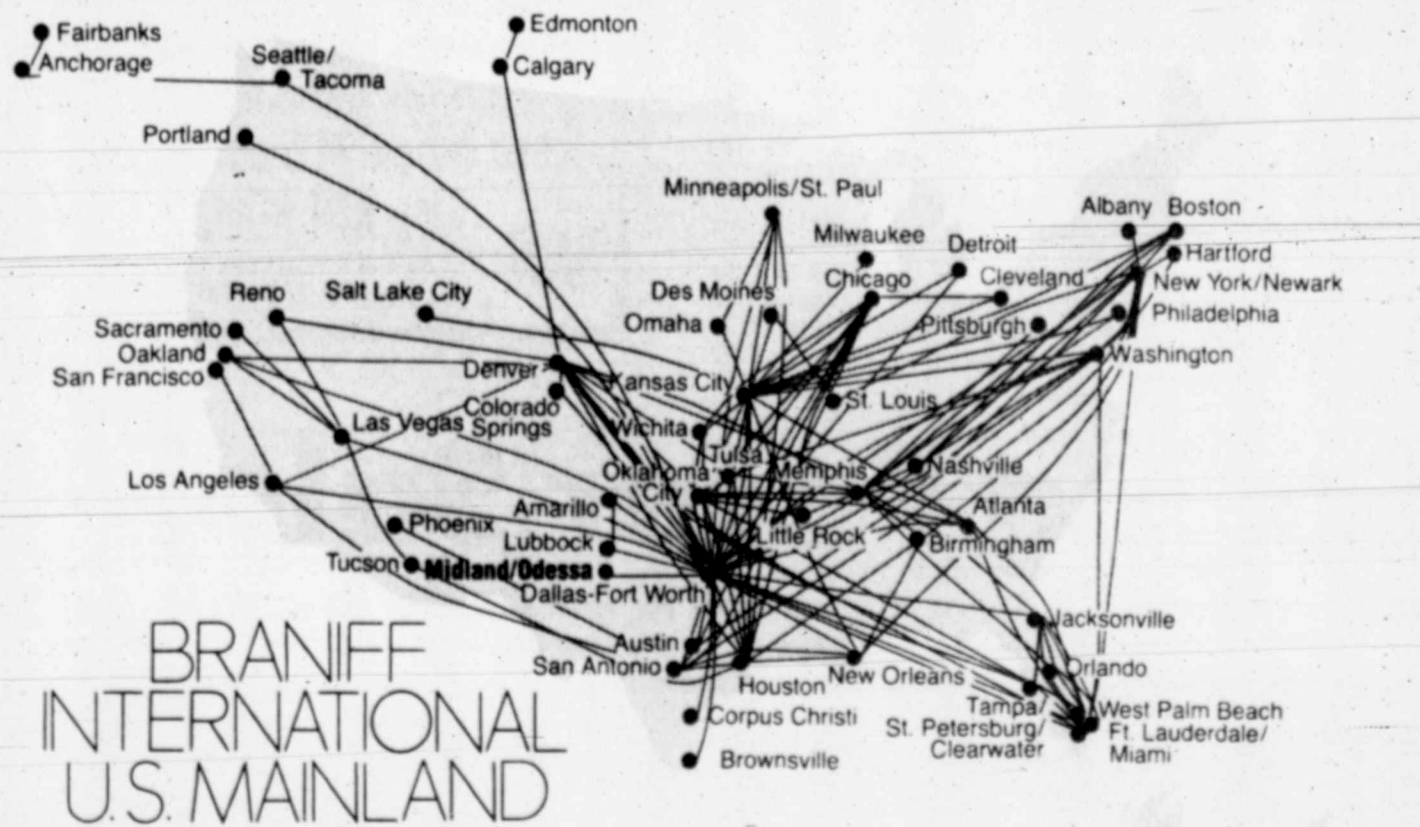 Fairbanks
Anchorage
Seattle/
Tacoma
Edmonton
Calgary
Portland
Minneapolis/St. Paul
Milwaukee
Detroit
Albany
Boston
Hartford
New York/Newark
Chicago
Cleveland
Reno
Salt Lake City
Des Moines
Omaha
Pittsburgh
Philadelphia
Sacramento
Oakland
San Francisco
Washington
Denver
Kansas City
Colorado
Springs
St. Louis
Las Vegas
Wichita
Tulsa
Oklahoma
City
Memphis
Nashville
Los Angeles
Amarillo
Atlanta
Phoenix
Lubbock
Little Rock
Birmingham
Tucson
Midland/Odessa
Dallas-Fort Worth
Jacksonville
Austin
San Antonio
Houston
New Orleans
Orlando
Tampa/
St. Petersburg/
Clearwater
West Palm Beach
Ft. Lauderdale/
Miami
Corpus Christi
Brownsville
BRANIFF
INTERNATIONAL
U.S. MAINLAND